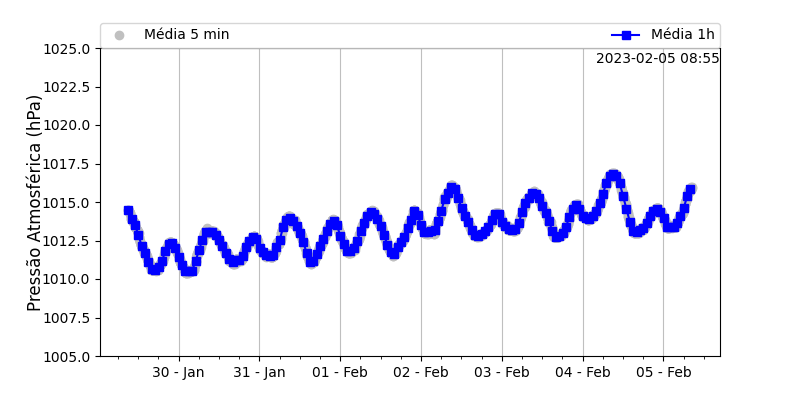 Média 5 min
Média 1h
2023-02-05 08:55
Pressão Atmosférica (hPa)
1025.0
1022.5
1020.0
1017.5
1015.0
1012.5
1010.0
1007.5
1005.0
30 - Jan
31 - Jan
01 - Feb
02 - Feb
03 - Feb
04 - Feb
05 - Feb